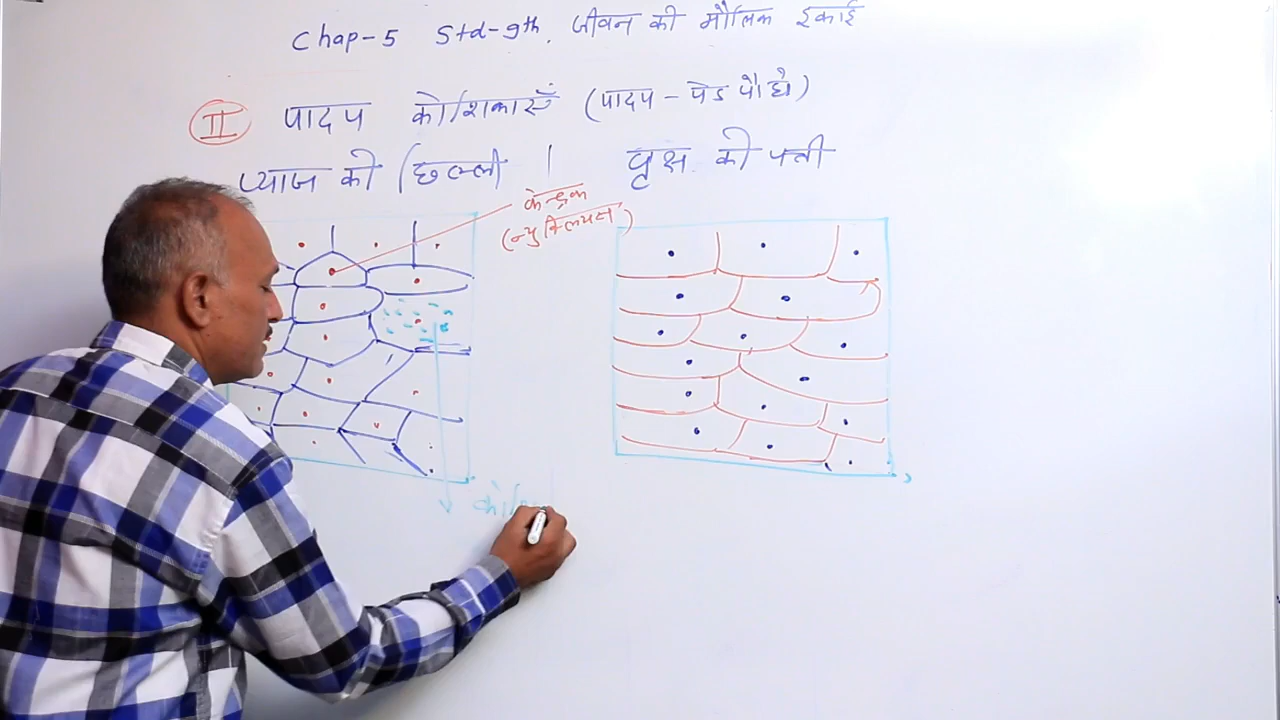 Chap-5 Std-9th. जीवन की मौलिक इकाई
II पादप कोशिकाएँ (पादप - पेड पौधे)
प्याज की झिल्ली | वृक्ष की पत्ती
केन्द्रक
(न्युक्लियस)